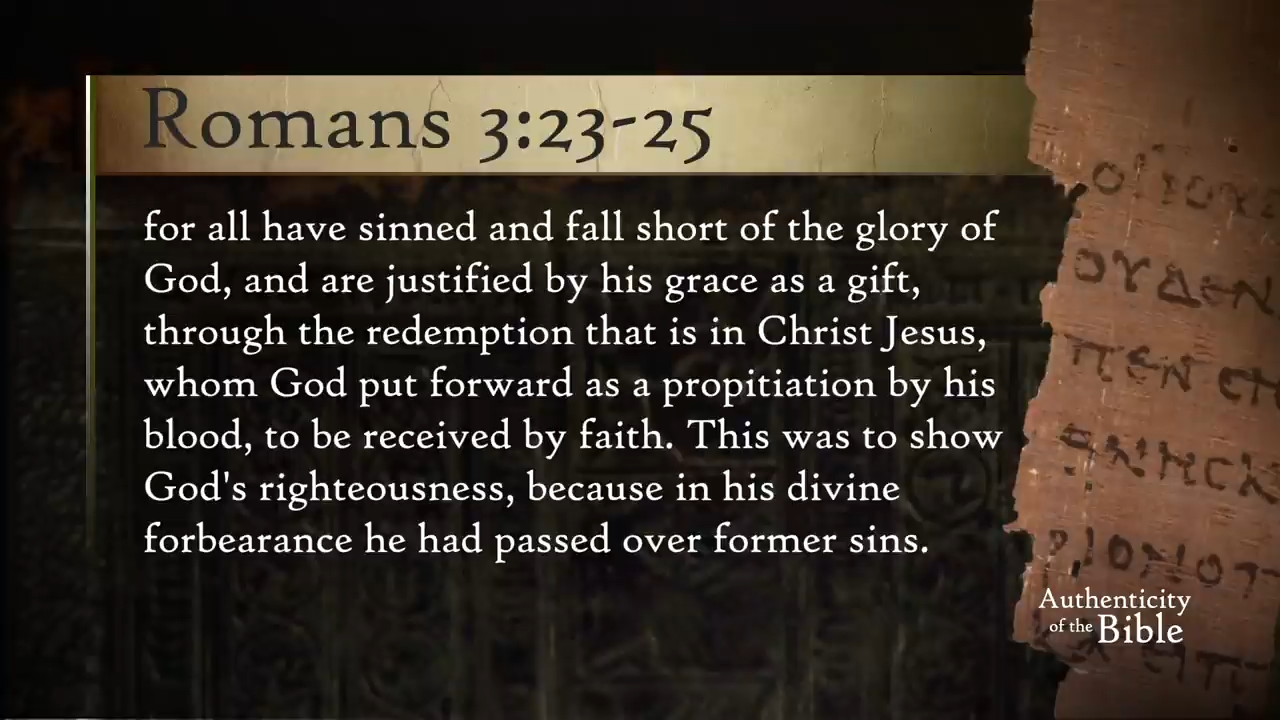 Romans 3:23-25
for all have sinned and fall short of the glory of
God, and are justified by his grace as a gift,
through the redemption that is in Christ Jesus,
whom God put forward as a propitiation by his
blood, to be received by faith. This was to show
God's righteousness, because in his divine
forbearance he had passed over former sins.
ΟΥΔΕΝ
Authenticity
of the Bible